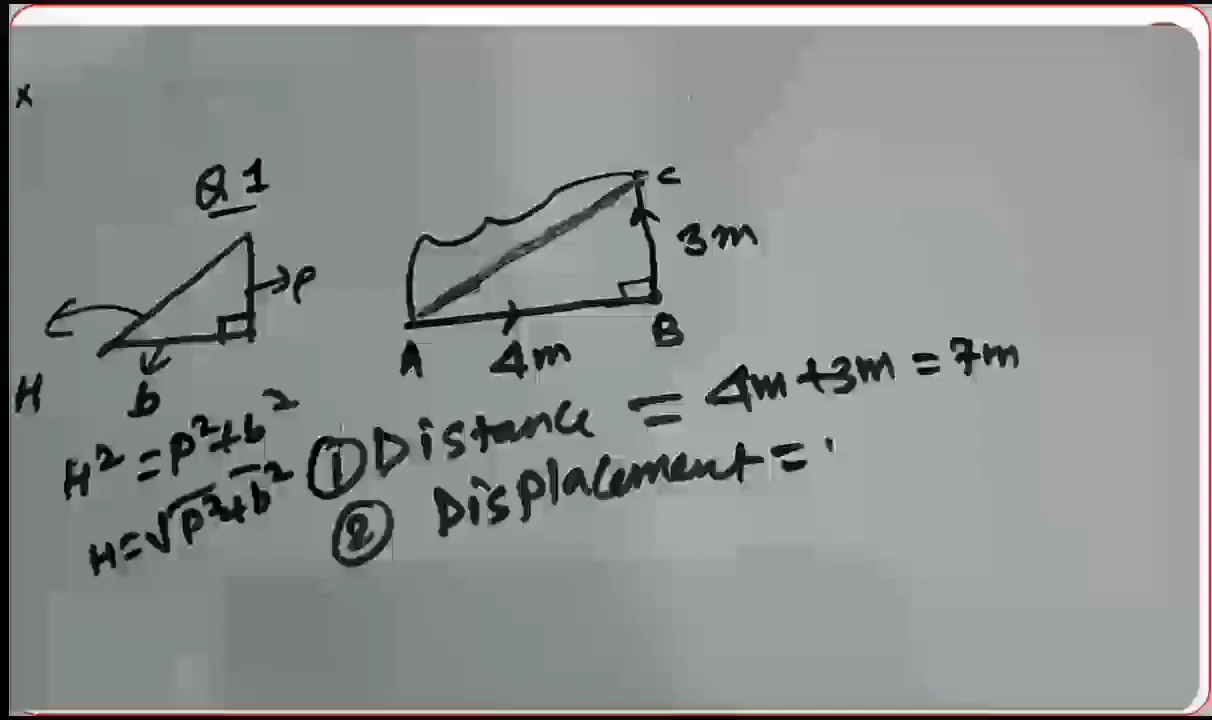 x
Q 1
C
P
3m
A
4m
B
H
b
H² = P² + b²
H = √P² + b²
① Distance = 4m + 3m = 7m
② Displacement =